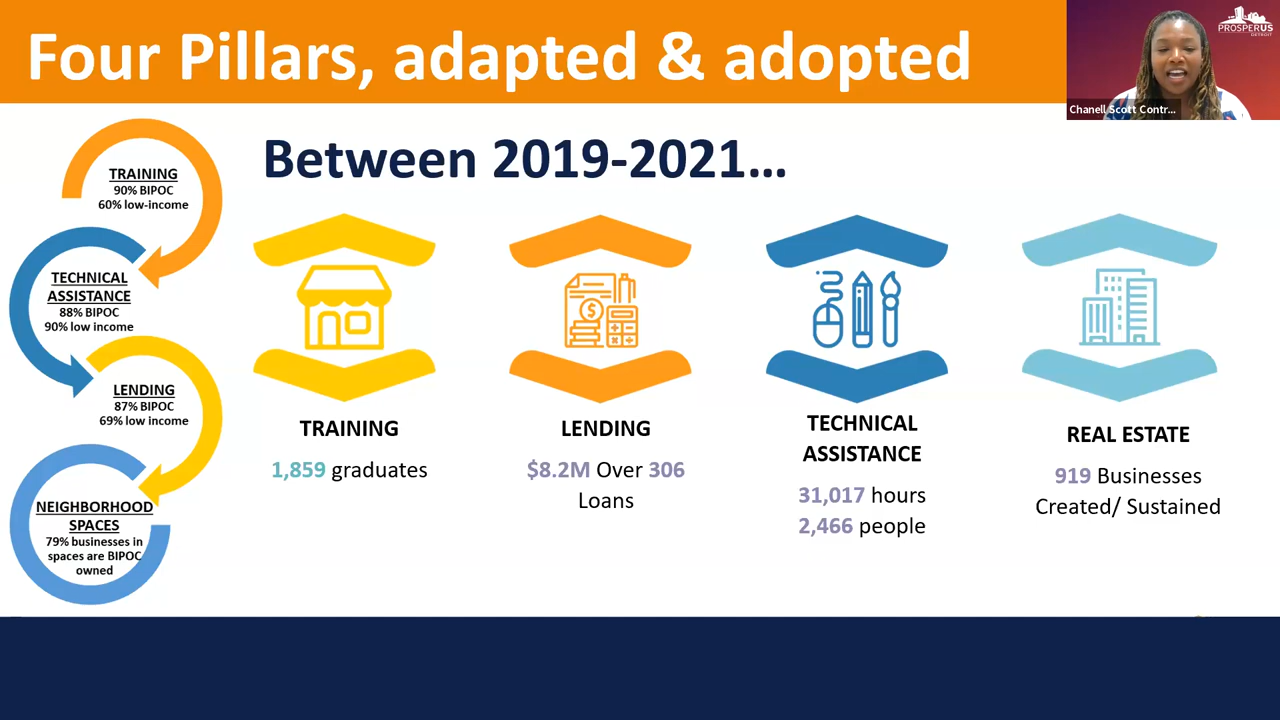 Four Pillars, adapted & adopted
PROSPERUS
DETROIT
Chanell Scott Contr...
Between 2019-2021...
TRAINING
90% BIPOC
60% low-income
TECHNICAL
ASSISTANCE
88% BIPOC
90% low income
LENDING
87% BIPOC
69% low income
NEIGHBORHOOD
SPACES
79% businesses in
spaces are BIPOC
owned
TRAINING
1,859 graduates
LENDING
$8.2M Over 306
Loans
TECHNICAL
ASSISTANCE
31,017 hours
2,466 people
REAL ESTATE
919 Businesses
Created/ Sustained